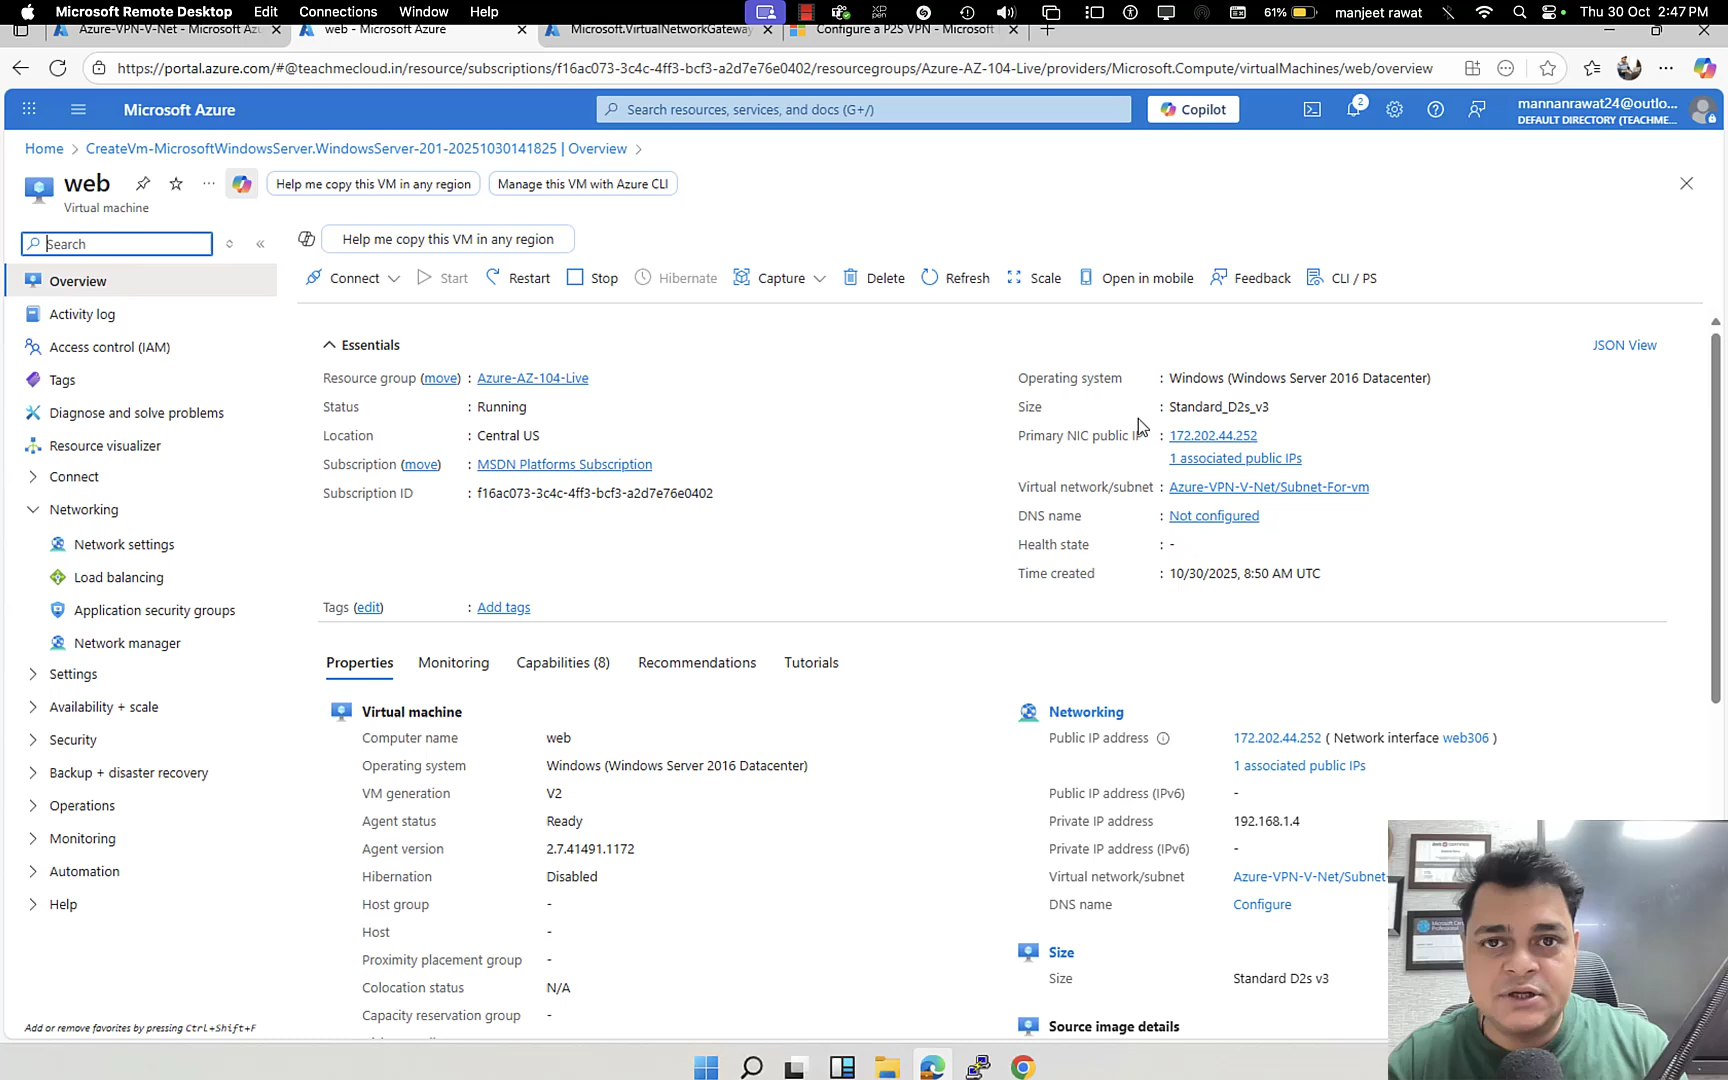 Microsoft Remote Desktop Edit Connections Window Help
61% manjeet rawat Thu 30 Oct 2:47 PM
Azure-VPN-V-Net - Microsoft Az
web - Microsoft Azure
Microsoft.VirtualNetworkGateway
Configure a P2S VPN - Microsoft
https://portal.azure.com/#@teachmecloud.in/resource/subscriptions/f16ac073-3c4c-4ff3-bcf3-a2d7e76e0402/resourcegroups/Azure-AZ-104-Live/providers/Microsoft.Compute/virtualMachines/web/overview
Microsoft Azure
Search resources, services, and docs (G+/)
Copilot
2
mannanrawat24@outlo...
DEFAULT DIRECTORY (TEACHME...
Home > CreateVm-MicrosoftWindowsServer.WindowsServer-201-20251030141825 | Overview >
web
Virtual machine
Help me copy this VM in any region
Manage this VM with Azure CLI
Search
Help me copy this VM in any region
Connect Start Restart Stop Hibernate Capture Delete Refresh Scale Open in mobile Feedback CLI / PS
Overview
Activity log
Access control (IAM)
Tags
Diagnose and solve problems
Resource visualizer
Connect
Networking
Network settings
Load balancing
Application security groups
Network manager
Settings
Availability + scale
Security
Backup + disaster recovery
Operations
Monitoring
Automation
Help
Add or remove favorites by pressing Ctrl+Shift+F
Essentials
JSON View
Resource group (move) : Azure-AZ-104-Live
Status : Running
Location : Central US
Subscription (move) : MSDN Platforms Subscription
Subscription ID : f16ac073-3c4c-4ff3-bcf3-a2d7e76e0402
Operating system : Windows (Windows Server 2016 Datacenter)
Size : Standard_D2s_v3
Primary NIC public IP : 172.202.44.252
1 associated public IPs
Virtual network/subnet : Azure-VPN-V-Net/Subnet-For-vm
DNS name : Not configured
Health state : -
Time created : 10/30/2025, 8:50 AM UTC
Tags (edit) : Add tags
Properties Monitoring Capabilities (8) Recommendations Tutorials
Virtual machine
Computer name web
Operating system Windows (Windows Server 2016 Datacenter)
VM generation V2
Agent status Ready
Agent version 2.7.41491.1172
Hibernation Disabled
Host group -
Host -
Proximity placement group -
Colocation status N/A
Capacity reservation group -
Networking
Public IP address 172.202.44.252 ( Network interface web306 )
1 associated public IPs
Public IP address (IPv6) -
Private IP address 192.168.1.4
Private IP address (IPv6) -
Virtual network/subnet Azure-VPN-V-Net/Subnet-
DNS name Configure
Size
Size Standard D2s v3
Source image details